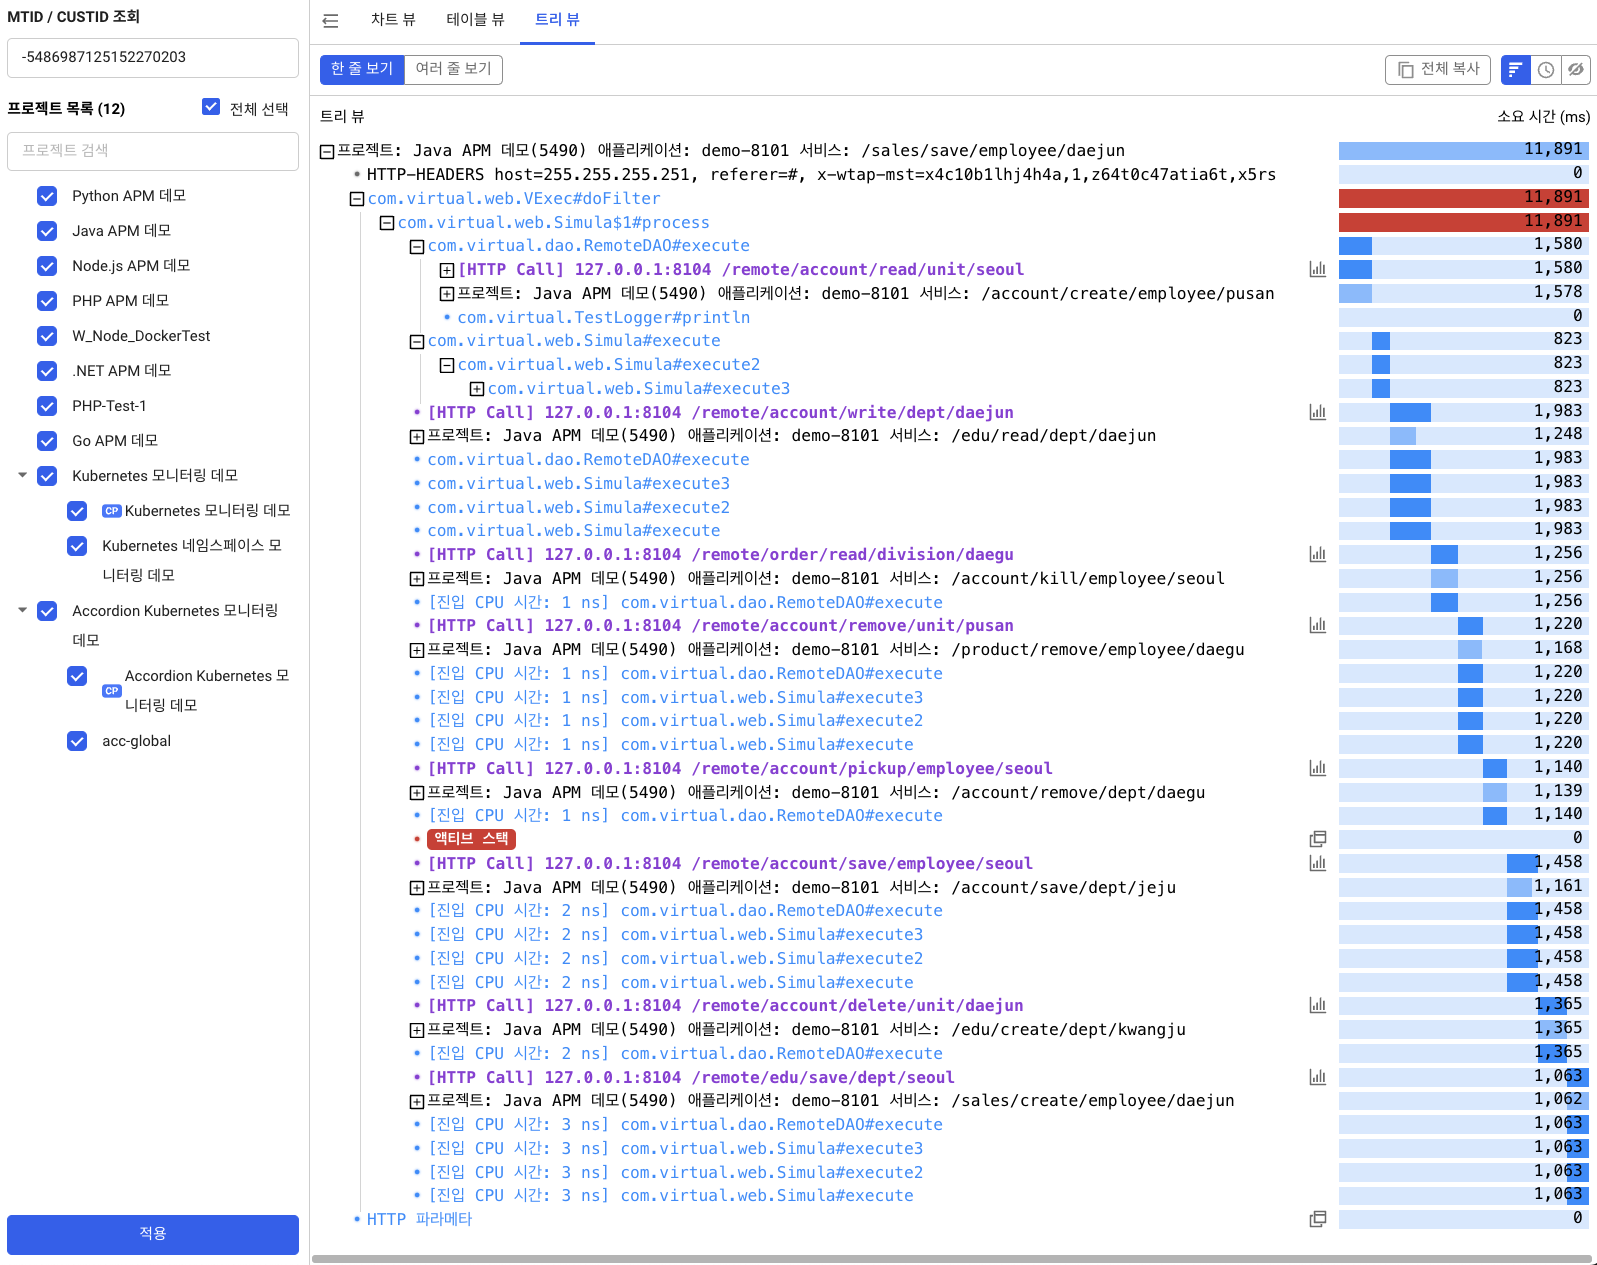 MTID / CUSTID 조회
-5486987125152270203
프로젝트 목록 (12)
전체 선택
프로젝트 검색
Python APM 데모
Java APM 데모
Node.js APM 데모
PHP APM 데모
W_Node_DockerTest
.NET APM 데모
PHP-Test-1
Go APM 데모
Kubernetes 모니터링 데모
CP Kubernetes 모니터링 데모
Kubernetes 네임스페이스 모
니터링 데모
Accordion Kubernetes 모니터링
데모
CP Accordion Kubernetes 모
니터링 데모
acc-global
적용
차트 뷰 테이블 뷰 트리 뷰
한 줄 보기 여러 줄 보기 전체 복사
트리 뷰 소요 시간 (ms)
프로젝트: Java APM 데모(5490) 애플리케이션: demo-8101 서비스: /sales/save/employee/daejun 11,891
HTTP-HEADERS host=255.255.255.251, referer=#, x-wtap-mst=x4c10b1lhj4h4a,1,z64t0c47atia6t,x5rs 0
com.virtual.web.VExec#doFilter 11,891
com.virtual.web.Simula$1#process 11,891
com.virtual.dao.RemoteDAO#execute 1,580
[HTTP Call] 127.0.0.1:8104 /remote/account/read/unit/seoul 1,580
프로젝트: Java APM 데모(5490) 애플리케이션: demo-8101 서비스: /account/create/employee/pusan 1,578
com.virtual.TestLogger#println 0
com.virtual.web.Simula#execute 823
com.virtual.web.Simula#execute2 823
com.virtual.web.Simula#execute3 823
[HTTP Call] 127.0.0.1:8104 /remote/account/write/dept/daejun 1,983
프로젝트: Java APM 데모(5490) 애플리케이션: demo-8101 서비스: /edu/read/dept/daejun 1,248
com.virtual.dao.RemoteDAO#execute 1,983
com.virtual.web.Simula#execute3 1,983
com.virtual.web.Simula#execute2 1,983
com.virtual.web.Simula#execute 1,983
[HTTP Call] 127.0.0.1:8104 /remote/order/read/division/daegu 1,256
프로젝트: Java APM 데모(5490) 애플리케이션: demo-8101 서비스: /account/kill/employee/seoul 1,256
[진입 CPU 시간: 1 ns] com.virtual.dao.RemoteDAO#execute 1,256
[HTTP Call] 127.0.0.1:8104 /remote/account/remove/unit/pusan 1,220
프로젝트: Java APM 데모(5490) 애플리케이션: demo-8101 서비스: /product/remove/employee/daegu 1,168
[진입 CPU 시간: 1 ns] com.virtual.dao.RemoteDAO#execute 1,220
[진입 CPU 시간: 1 ns] com.virtual.web.Simula#execute3 1,220
[진입 CPU 시간: 1 ns] com.virtual.web.Simula#execute2 1,220
[진입 CPU 시간: 1 ns] com.virtual.web.Simula#execute 1,220
[HTTP Call] 127.0.0.1:8104 /remote/account/pickup/employee/seoul 1,140
프로젝트: Java APM 데모(5490) 애플리케이션: demo-8101 서비스: /account/remove/dept/daegu 1,139
[진입 CPU 시간: 1 ns] com.virtual.dao.RemoteDAO#execute 1,140
액티브 스택 0
[HTTP Call] 127.0.0.1:8104 /remote/account/save/employee/seoul 1,458
프로젝트: Java APM 데모(5490) 애플리케이션: demo-8101 서비스: /account/save/dept/jeju 1,161
[진입 CPU 시간: 2 ns] com.virtual.dao.RemoteDAO#execute 1,458
[진입 CPU 시간: 2 ns] com.virtual.web.Simula#execute3 1,458
[진입 CPU 시간: 2 ns] com.virtual.web.Simula#execute2 1,458
[진입 CPU 시간: 2 ns] com.virtual.web.Simula#execute 1,458
[HTTP Call] 127.0.0.1:8104 /remote/account/delete/unit/daejun 1,365
프로젝트: Java APM 데모(5490) 애플리케이션: demo-8101 서비스: /edu/create/dept/kwangju 1,365
[진입 CPU 시간: 2 ns] com.virtual.dao.RemoteDAO#execute 1,365
[HTTP Call] 127.0.0.1:8104 /remote/edu/save/dept/seoul 1,063
프로젝트: Java APM 데모(5490) 애플리케이션: demo-8101 서비스: /sales/create/employee/daejun 1,062
[진입 CPU 시간: 3 ns] com.virtual.dao.RemoteDAO#execute 1,063
[진입 CPU 시간: 3 ns] com.virtual.web.Simula#execute3 1,063
[진입 CPU 시간: 3 ns] com.virtual.web.Simula#execute2 1,063
[진입 CPU 시간: 3 ns] com.virtual.web.Simula#execute 1,063
HTTP 파라메타 0